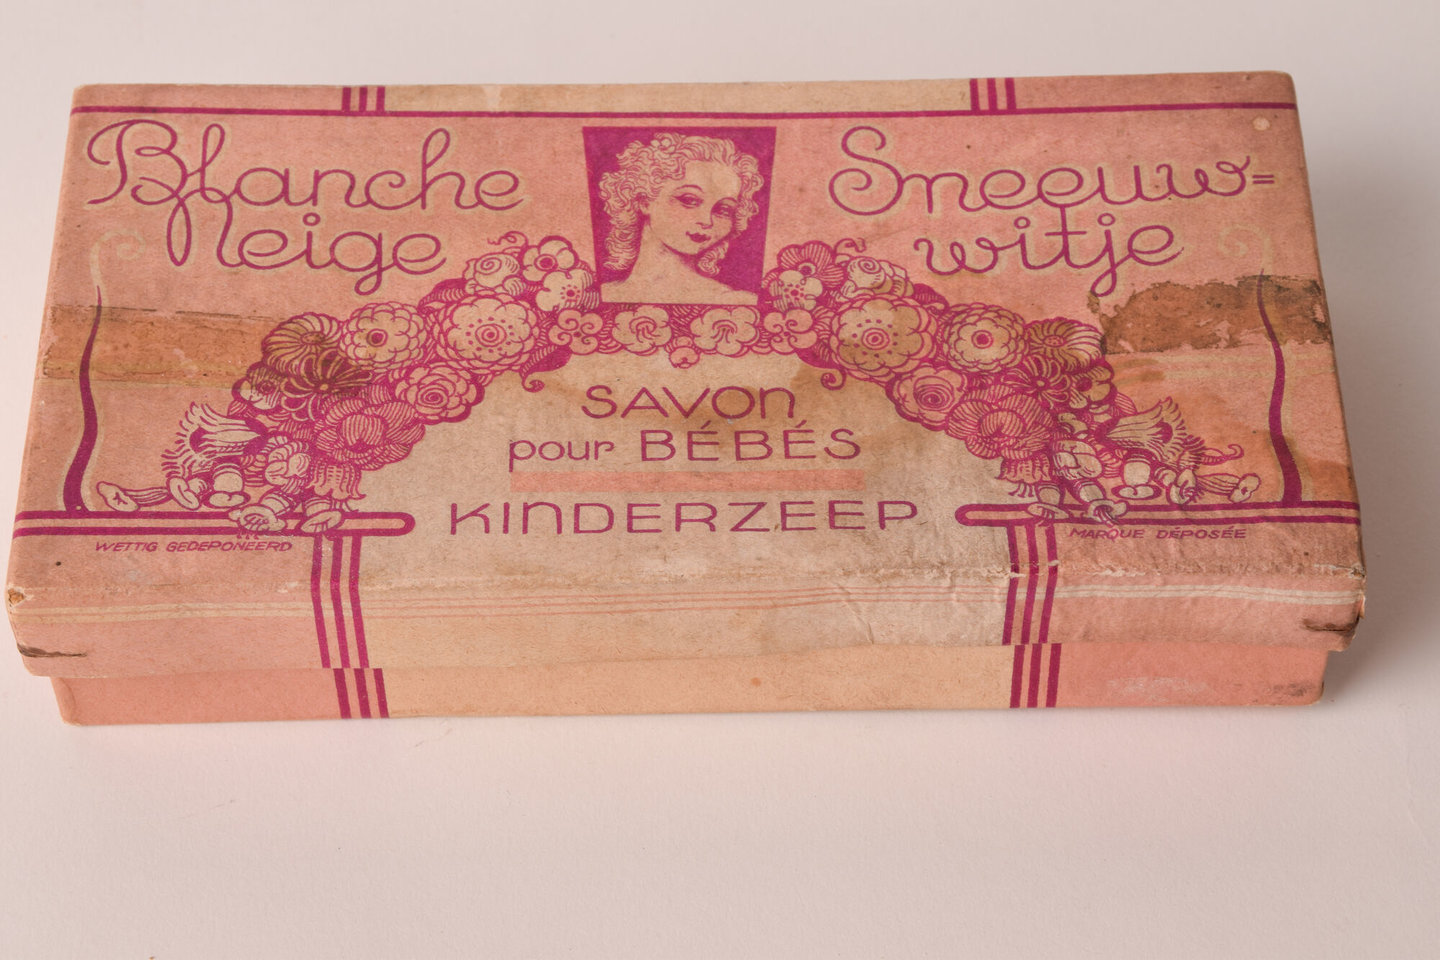 Blanche
Neige
Sneeuw=
witje
SAVON
pour BÉBÉS
KINDERZEEP
WETTIG GEDEPONEERD
MARQUE DÉPOSÉE